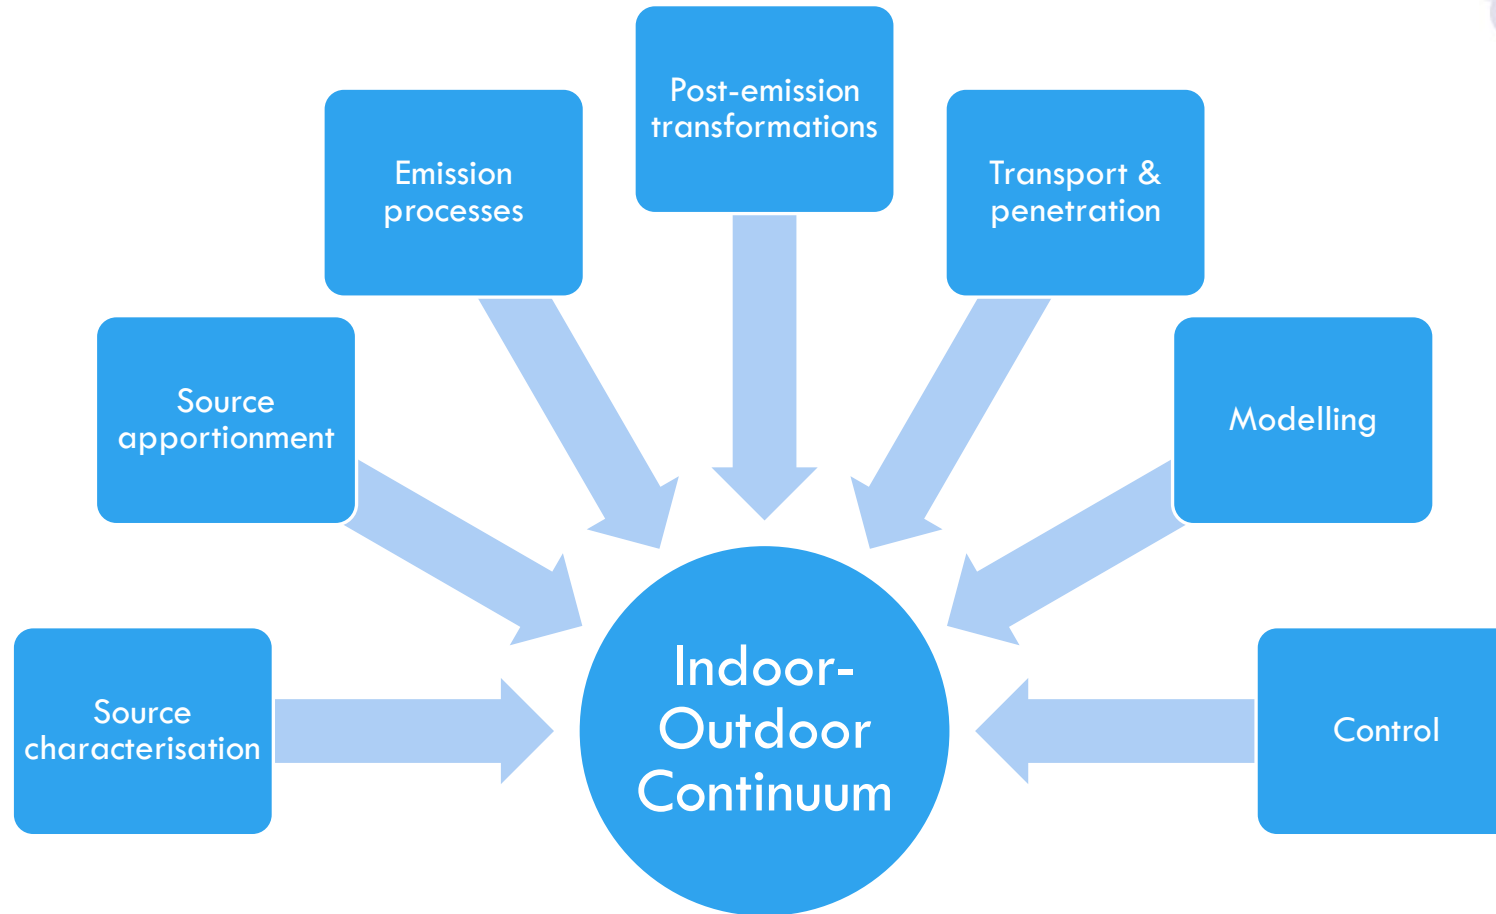 Post-emission
transformations
Emission
processes
Transport &
penetration
Source
apportionment
Modelling
Source
characterisation
Indoor-
Outdoor
Continuum
Control